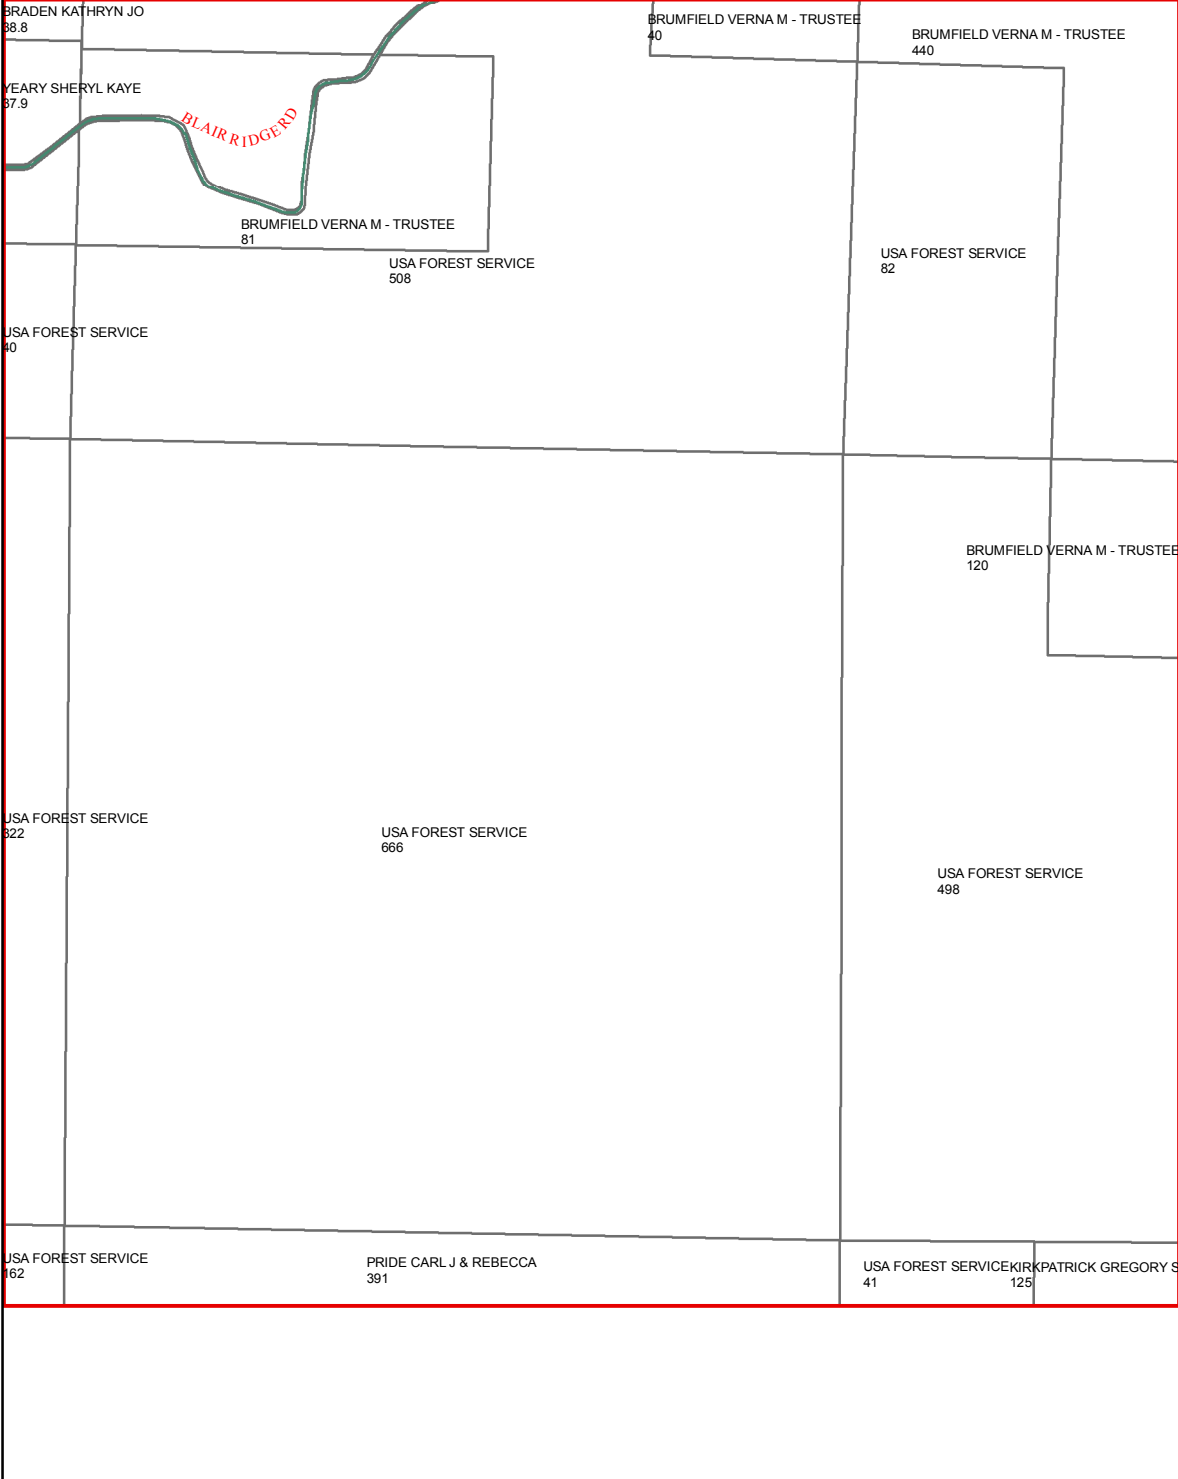 BRADEN KATHRYN JO
38.8
BRUMFIELD VERNA M - TRUSTEE
40
BRUMFIELD VERNA M - TRUSTEE
440
YEARY SHERYL KAYE
37.9
BLAIR RIDGE RD
BRUMFIELD VERNA M - TRUSTEE
81
USA FOREST SERVICE
508
USA FOREST SERVICE
82
USA FOREST SERVICE
40
BRUMFIELD VERNA M - TRUSTEE
120
USA FOREST SERVICE
322
USA FOREST SERVICE
666
USA FOREST SERVICE
498
USA FOREST SERVICE
162
PRIDE CARL J & REBECCA
391
USA FOREST SERVICE
41
KIRKPATRICK GREGORY S
125